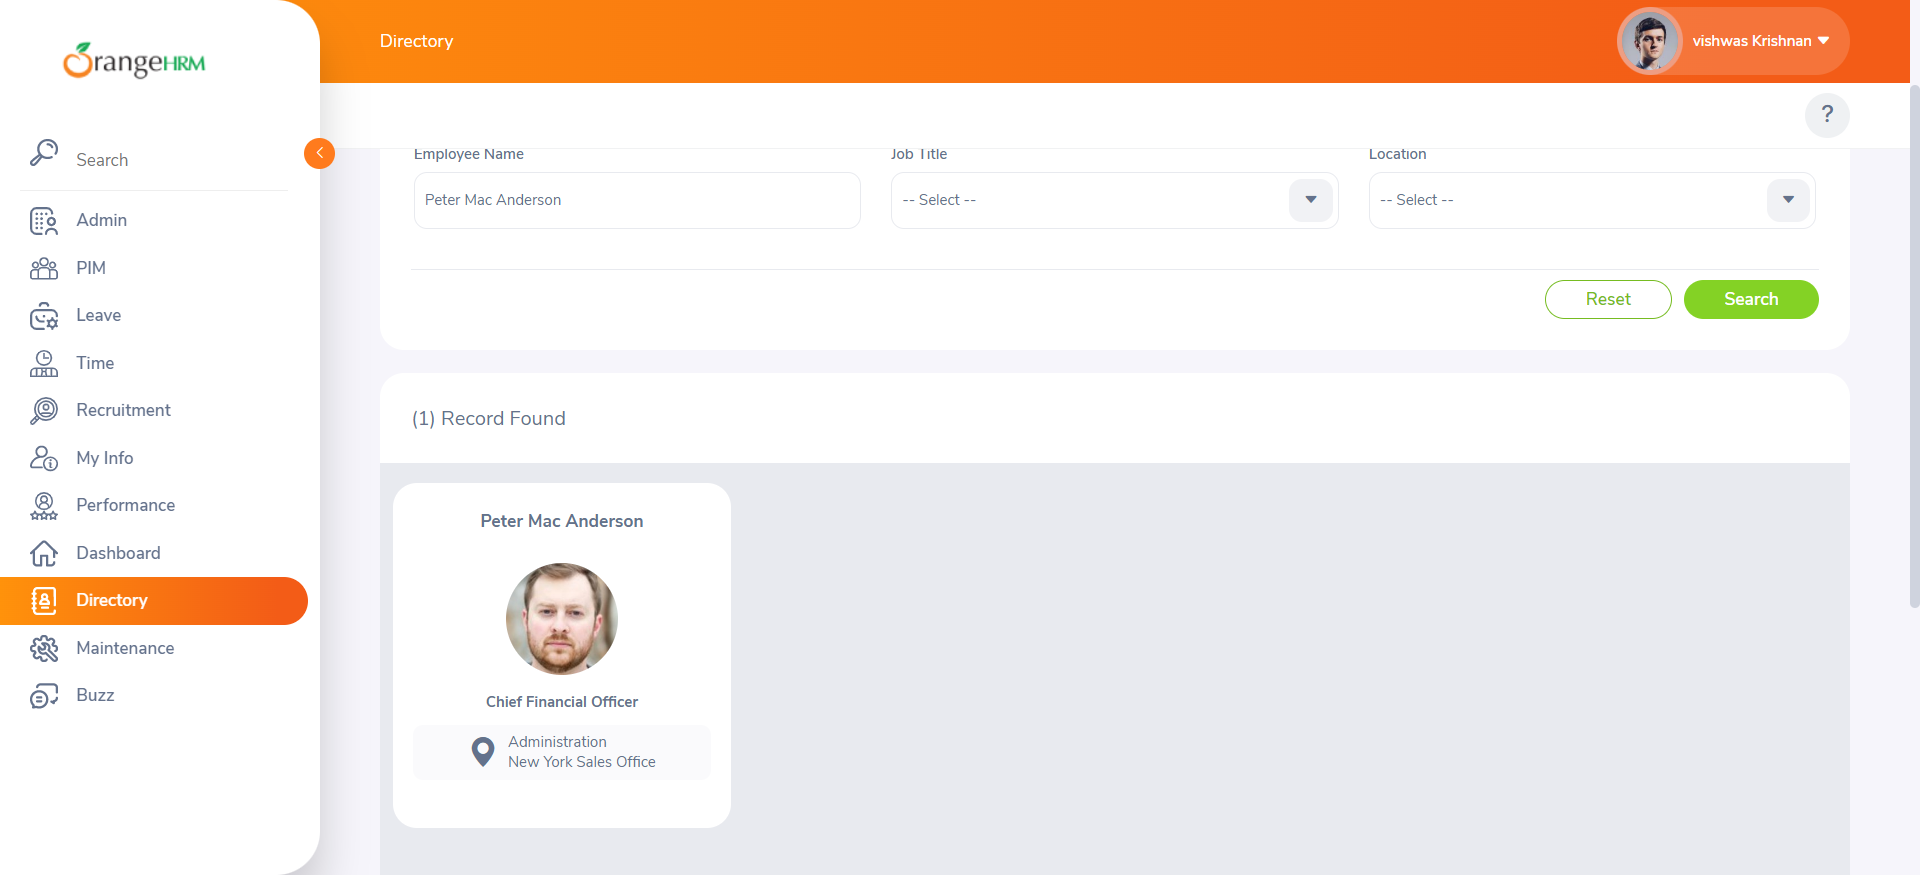 OrangeHRM
Search
Admin
PIM
Leave
Time
Recruitment
My Info
Performance
Dashboard
Directory
Maintenance
Buzz
Directory
vishwas Krishnan
?
Employee Name
Job Title
Location
Peter Mac Anderson
-- Select --
-- Select --
Reset
Search
(1) Record Found
Peter Mac Anderson
Chief Financial Officer
Administration
New York Sales Office